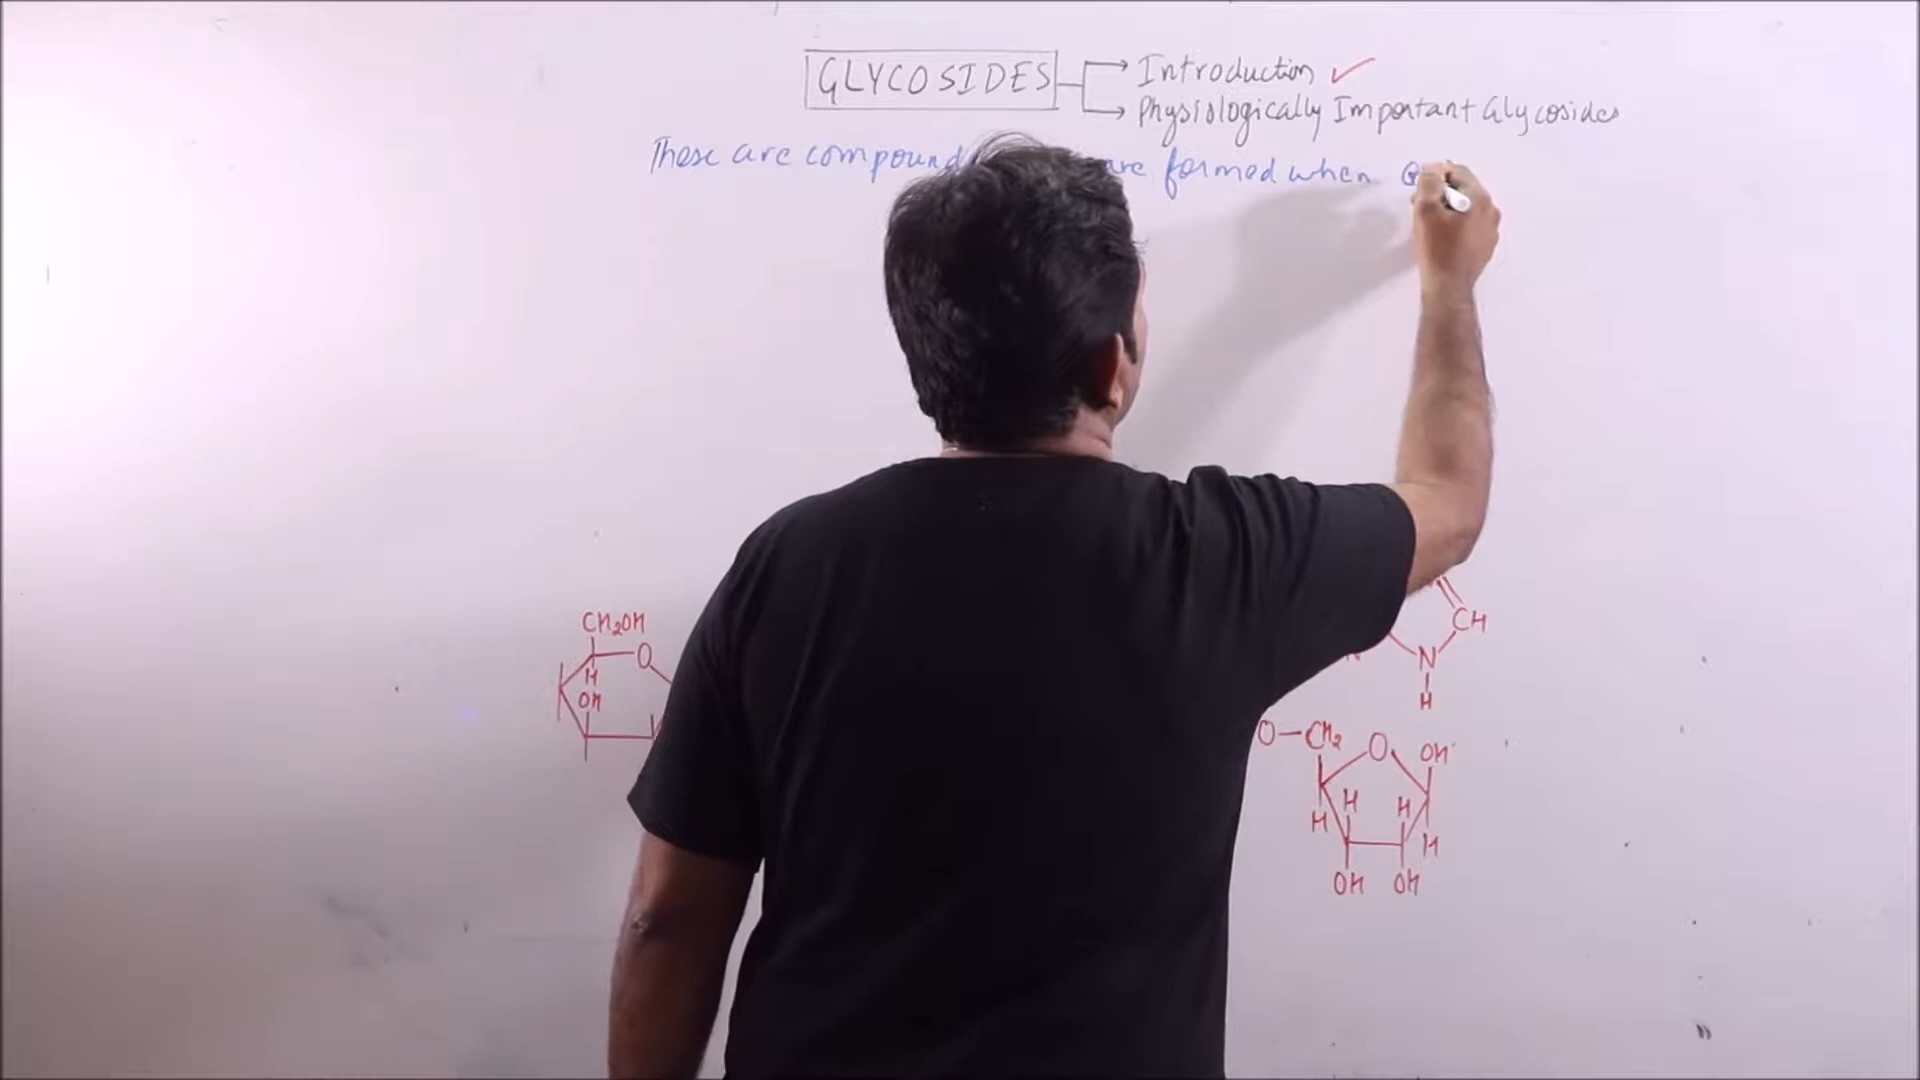 GLYCOSIDES
Introduction ✓
Physiologically Important Glycosides
These are compound are formed when
CH₂OH
O
H
OH
CH
N
H
O-CH₂
O
OH
H
H
H
H
OH
OH